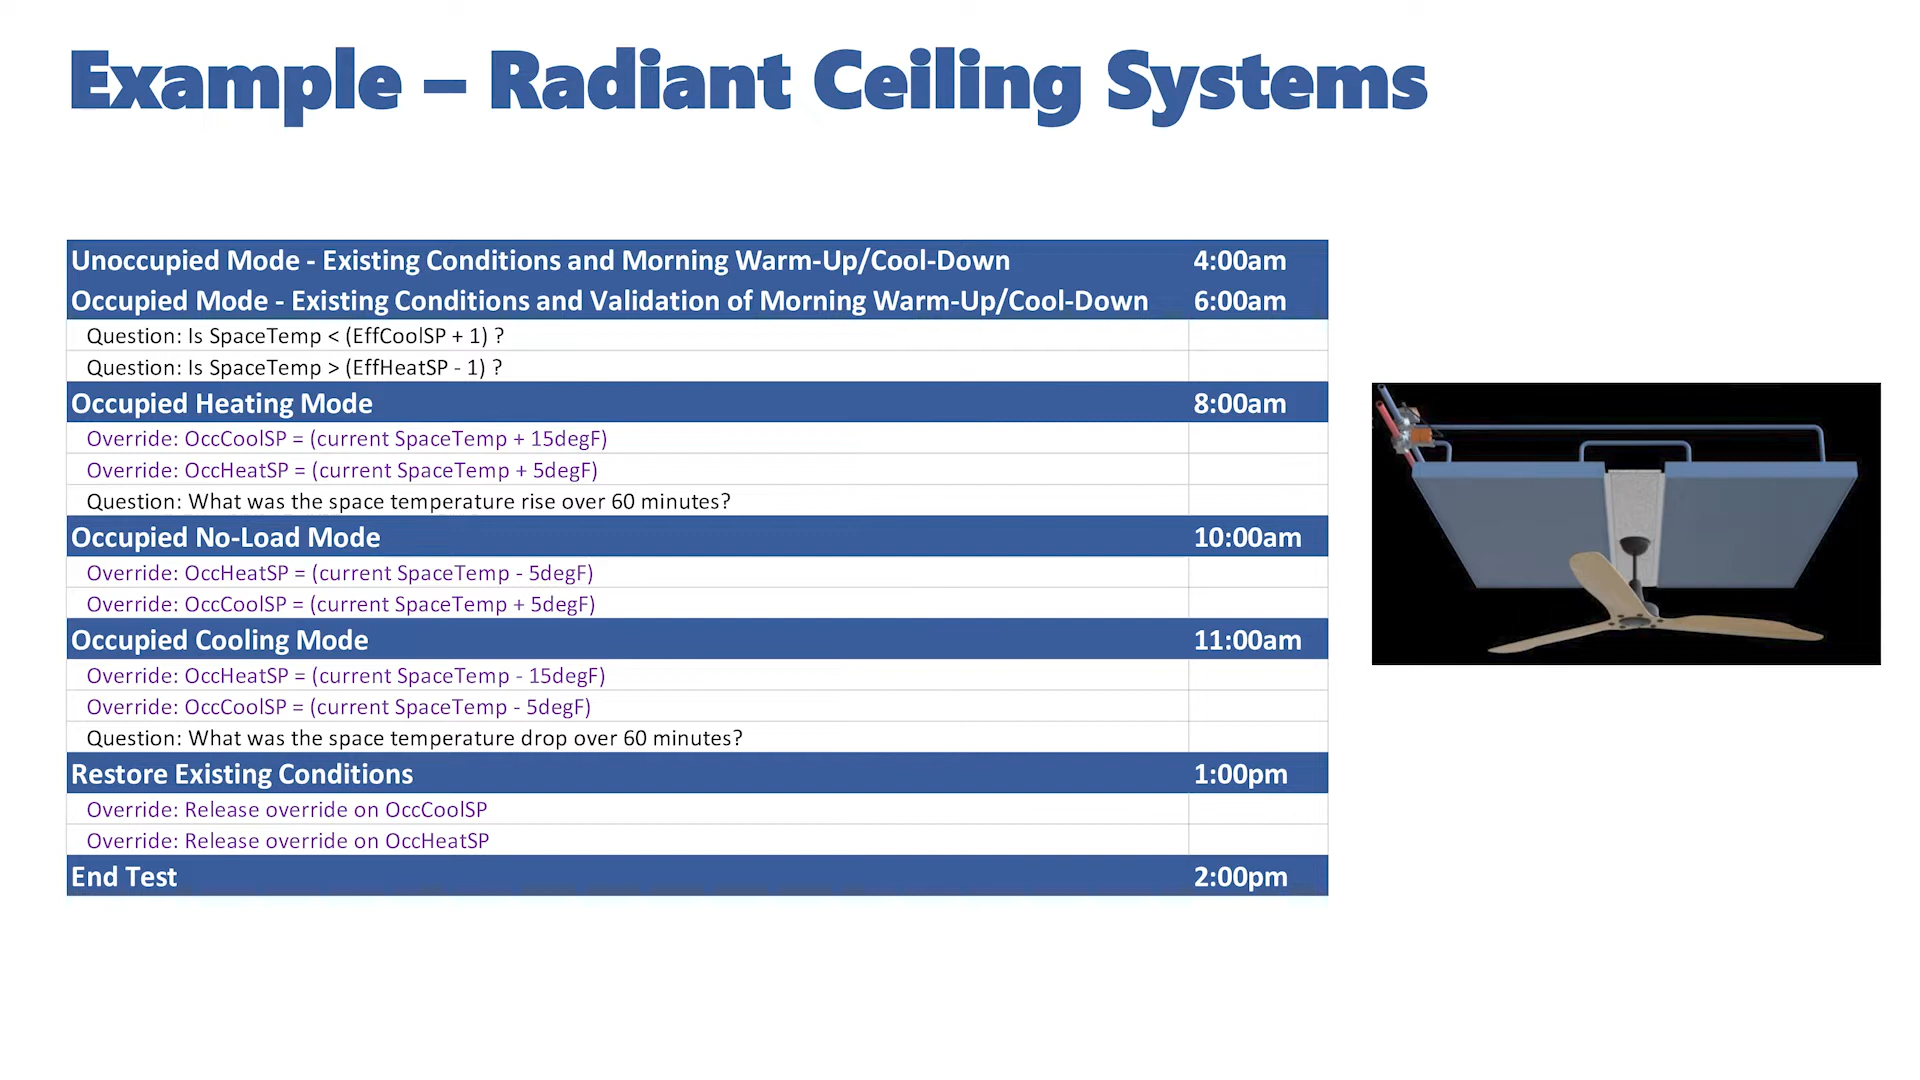 Example – Radiant Ceiling Systems
Unoccupied Mode - Existing Conditions and Morning Warm-Up/Cool-Down 4:00am
Occupied Mode - Existing Conditions and Validation of Morning Warm-Up/Cool-Down 6:00am
Question: Is SpaceTemp < (EffCoolSP + 1) ?
Question: Is SpaceTemp > (EffHeatSP - 1) ?
Occupied Heating Mode 8:00am
Override: OccCoolSP = (current SpaceTemp + 15degF)
Override: OccHeatSP = (current SpaceTemp + 5degF)
Question: What was the space temperature rise over 60 minutes?
Occupied No-Load Mode 10:00am
Override: OccHeatSP = (current SpaceTemp - 5degF)
Override: OccCoolSP = (current SpaceTemp + 5degF)
Occupied Cooling Mode 11:00am
Override: OccHeatSP = (current SpaceTemp - 15degF)
Override: OccCoolSP = (current SpaceTemp - 5degF)
Question: What was the space temperature drop over 60 minutes?
Restore Existing Conditions 1:00pm
Override: Release override on OccCoolSP
Override: Release override on OccHeatSP
End Test 2:00pm